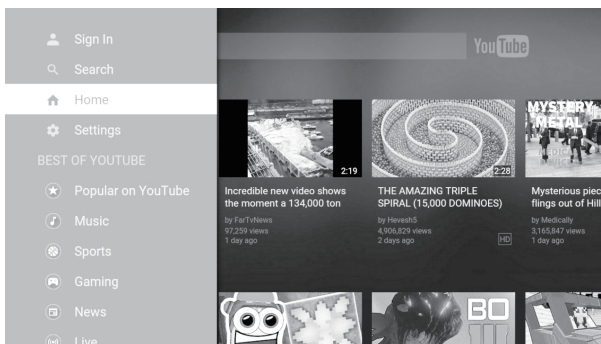 Sign In
Search
Home
Settings
BEST OF YOUTUBE
Popular on YouTube
Music
Sports
Gaming
News
Live
YouTube
2:19
Incredible new video shows
the moment a 134,000 ton
by FarTvNews
97,259 views
1 day ago
2:28
THE AMAZING TRIPLE
SPIRAL (15,000 DOMINOES)
by Hevesh5
4,906,829 views
2 days ago
HD
MYSTERY
METAL
Mysterious piec
flings out of Hill
by Medically
3,165,847 views
1 day ago
BO
III